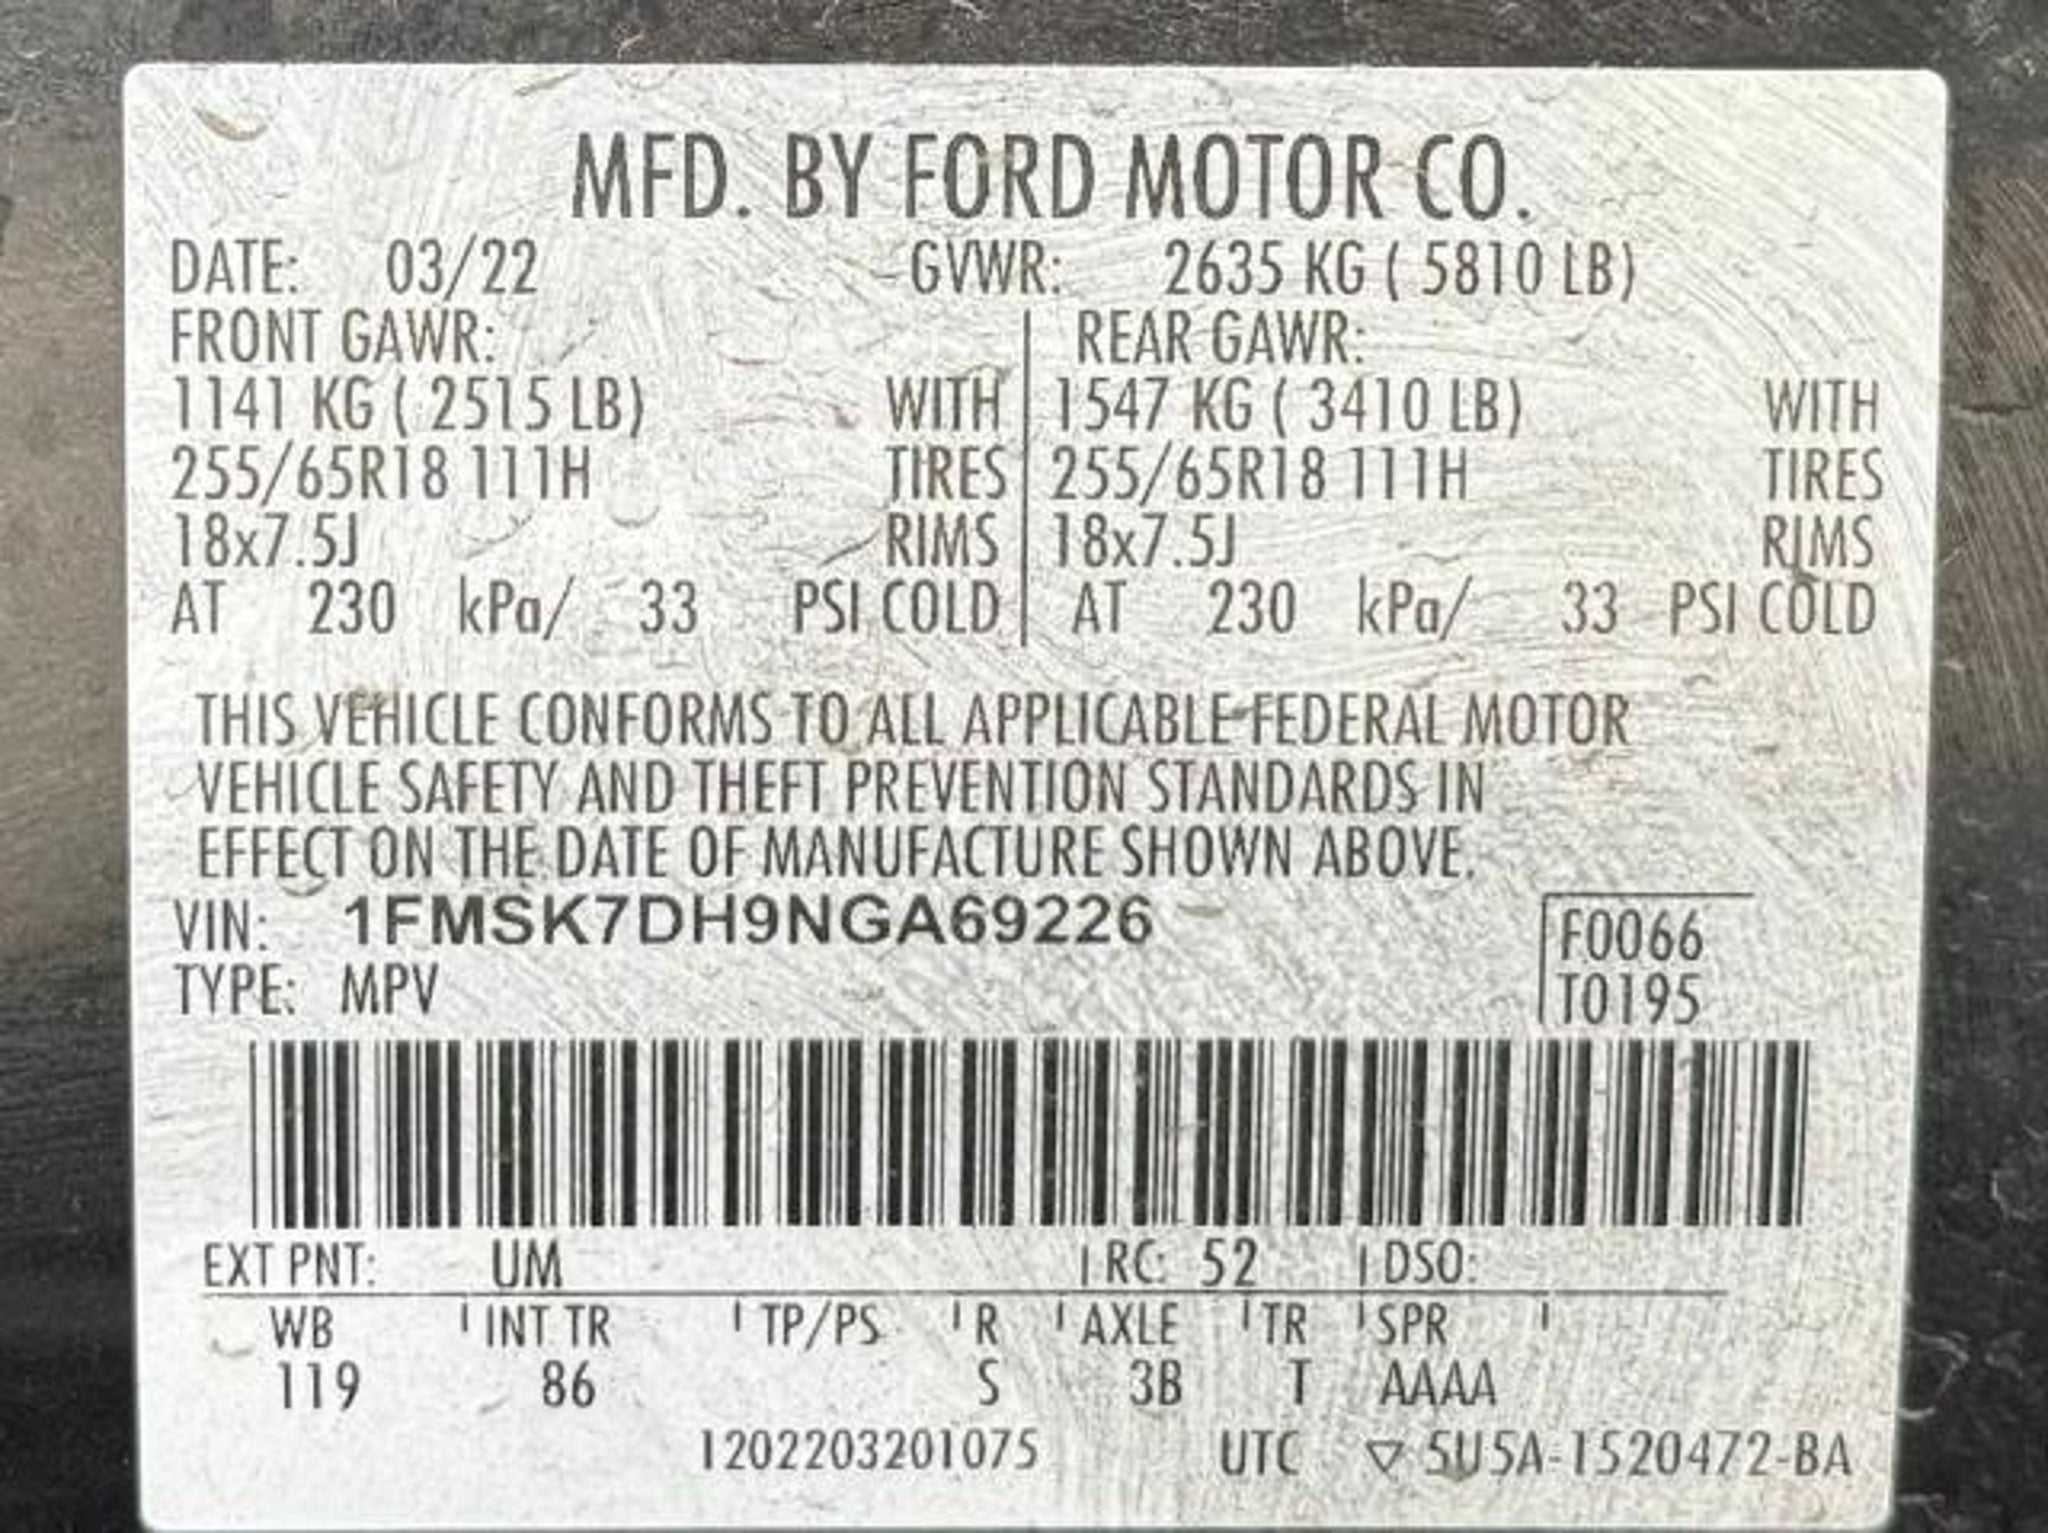 MFD. BY FORD MOTOR CO.
DATE: 03/22 GVWR: 2635 KG ( 5810 LB)
FRONT GAWR: REAR GAWR:
1141 KG ( 2515 LB) WITH 1547 KG ( 3410 LB) WITH
255/65R18 111H TIRES 255/65R18 111H TIRES
18x7.5J RIMS 18x7.5J RIMS
AT 230 kPa/ 33 PSI COLD AT 230 kPa/ 33 PSI COLD
THIS VEHICLE CONFORMS TO ALL APPLICABLE FEDERAL MOTOR
VEHICLE SAFETY AND THEFT PREVENTION STANDARDS IN
EFFECT ON THE DATE OF MANUFACTURE SHOWN ABOVE.
VIN: 1FMSK7DH9NGA69226 F0066
TYPE: MPV T0195
EXT PNT: UM RC: 52 DSO:
WB INT TR TP/PS R AXLE TR SPR
119 86 S 3B T AAAA
1202203201075 UTC ▽ 5U5A-1520472-BA